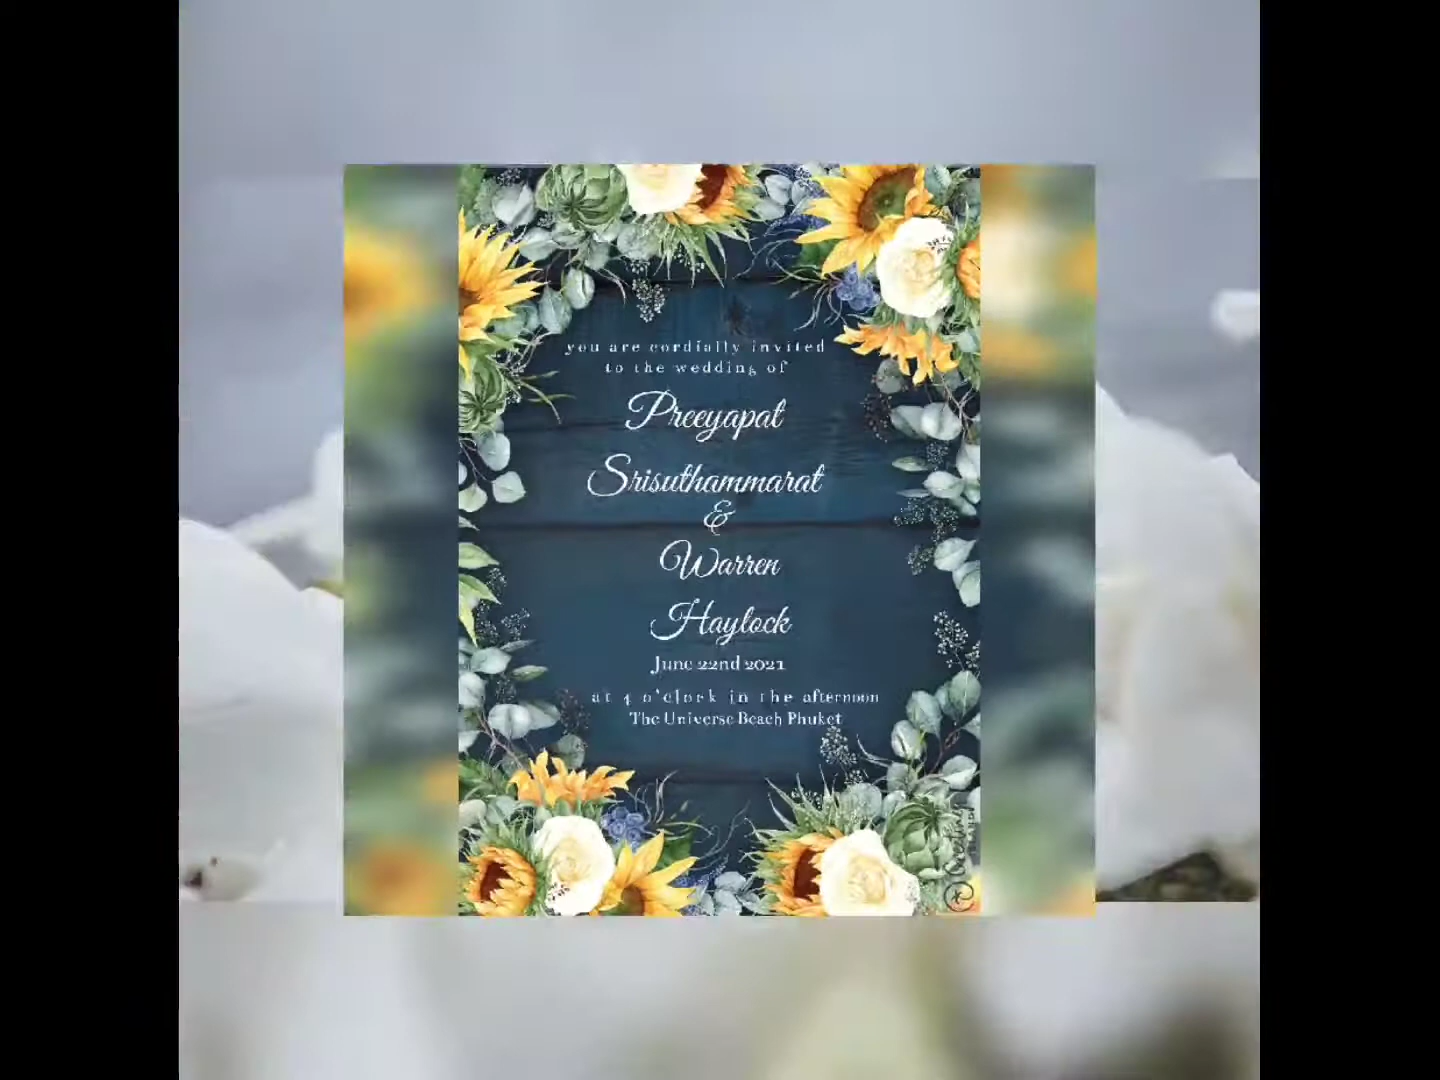 you are cordially invited
to the wedding of
Preeyapat
Srisuthammarat
&
Warren
Haylock
June 22nd 2021
at 4 o'clock in the afternoon
The Universe Beach Phuket